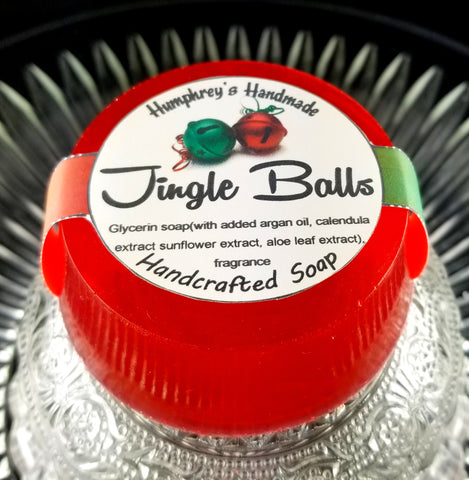 Humphrey's Handmade
Jingle Balls
Glycerin soap(with added argan oil, calendula
extract sunflower extract, aloe leaf extract),
fragrance
Handcrafted Soap